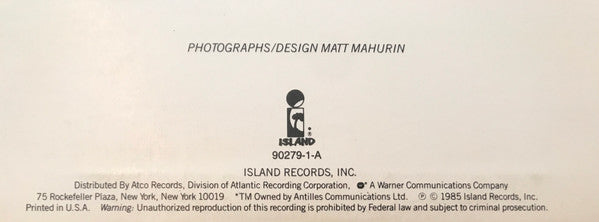 PHOTOGRAPHS/DESIGN MATT MAHURIN
ISLAND ®
90279-1-A
ISLAND RECORDS, INC.
Distributed By Atco Records, Division of Atlantic Recording Corporation, A Warner Communications Company
75 Rockefeller Plaza, New York, New York 10019 *TM Owned by Antilles Communications Ltd. ℗ © 1985 Island Records, Inc.
Printed in U.S.A. Warning: Unauthorized reproduction of this recording is prohibited by Federal law and subject to criminal prosecution.